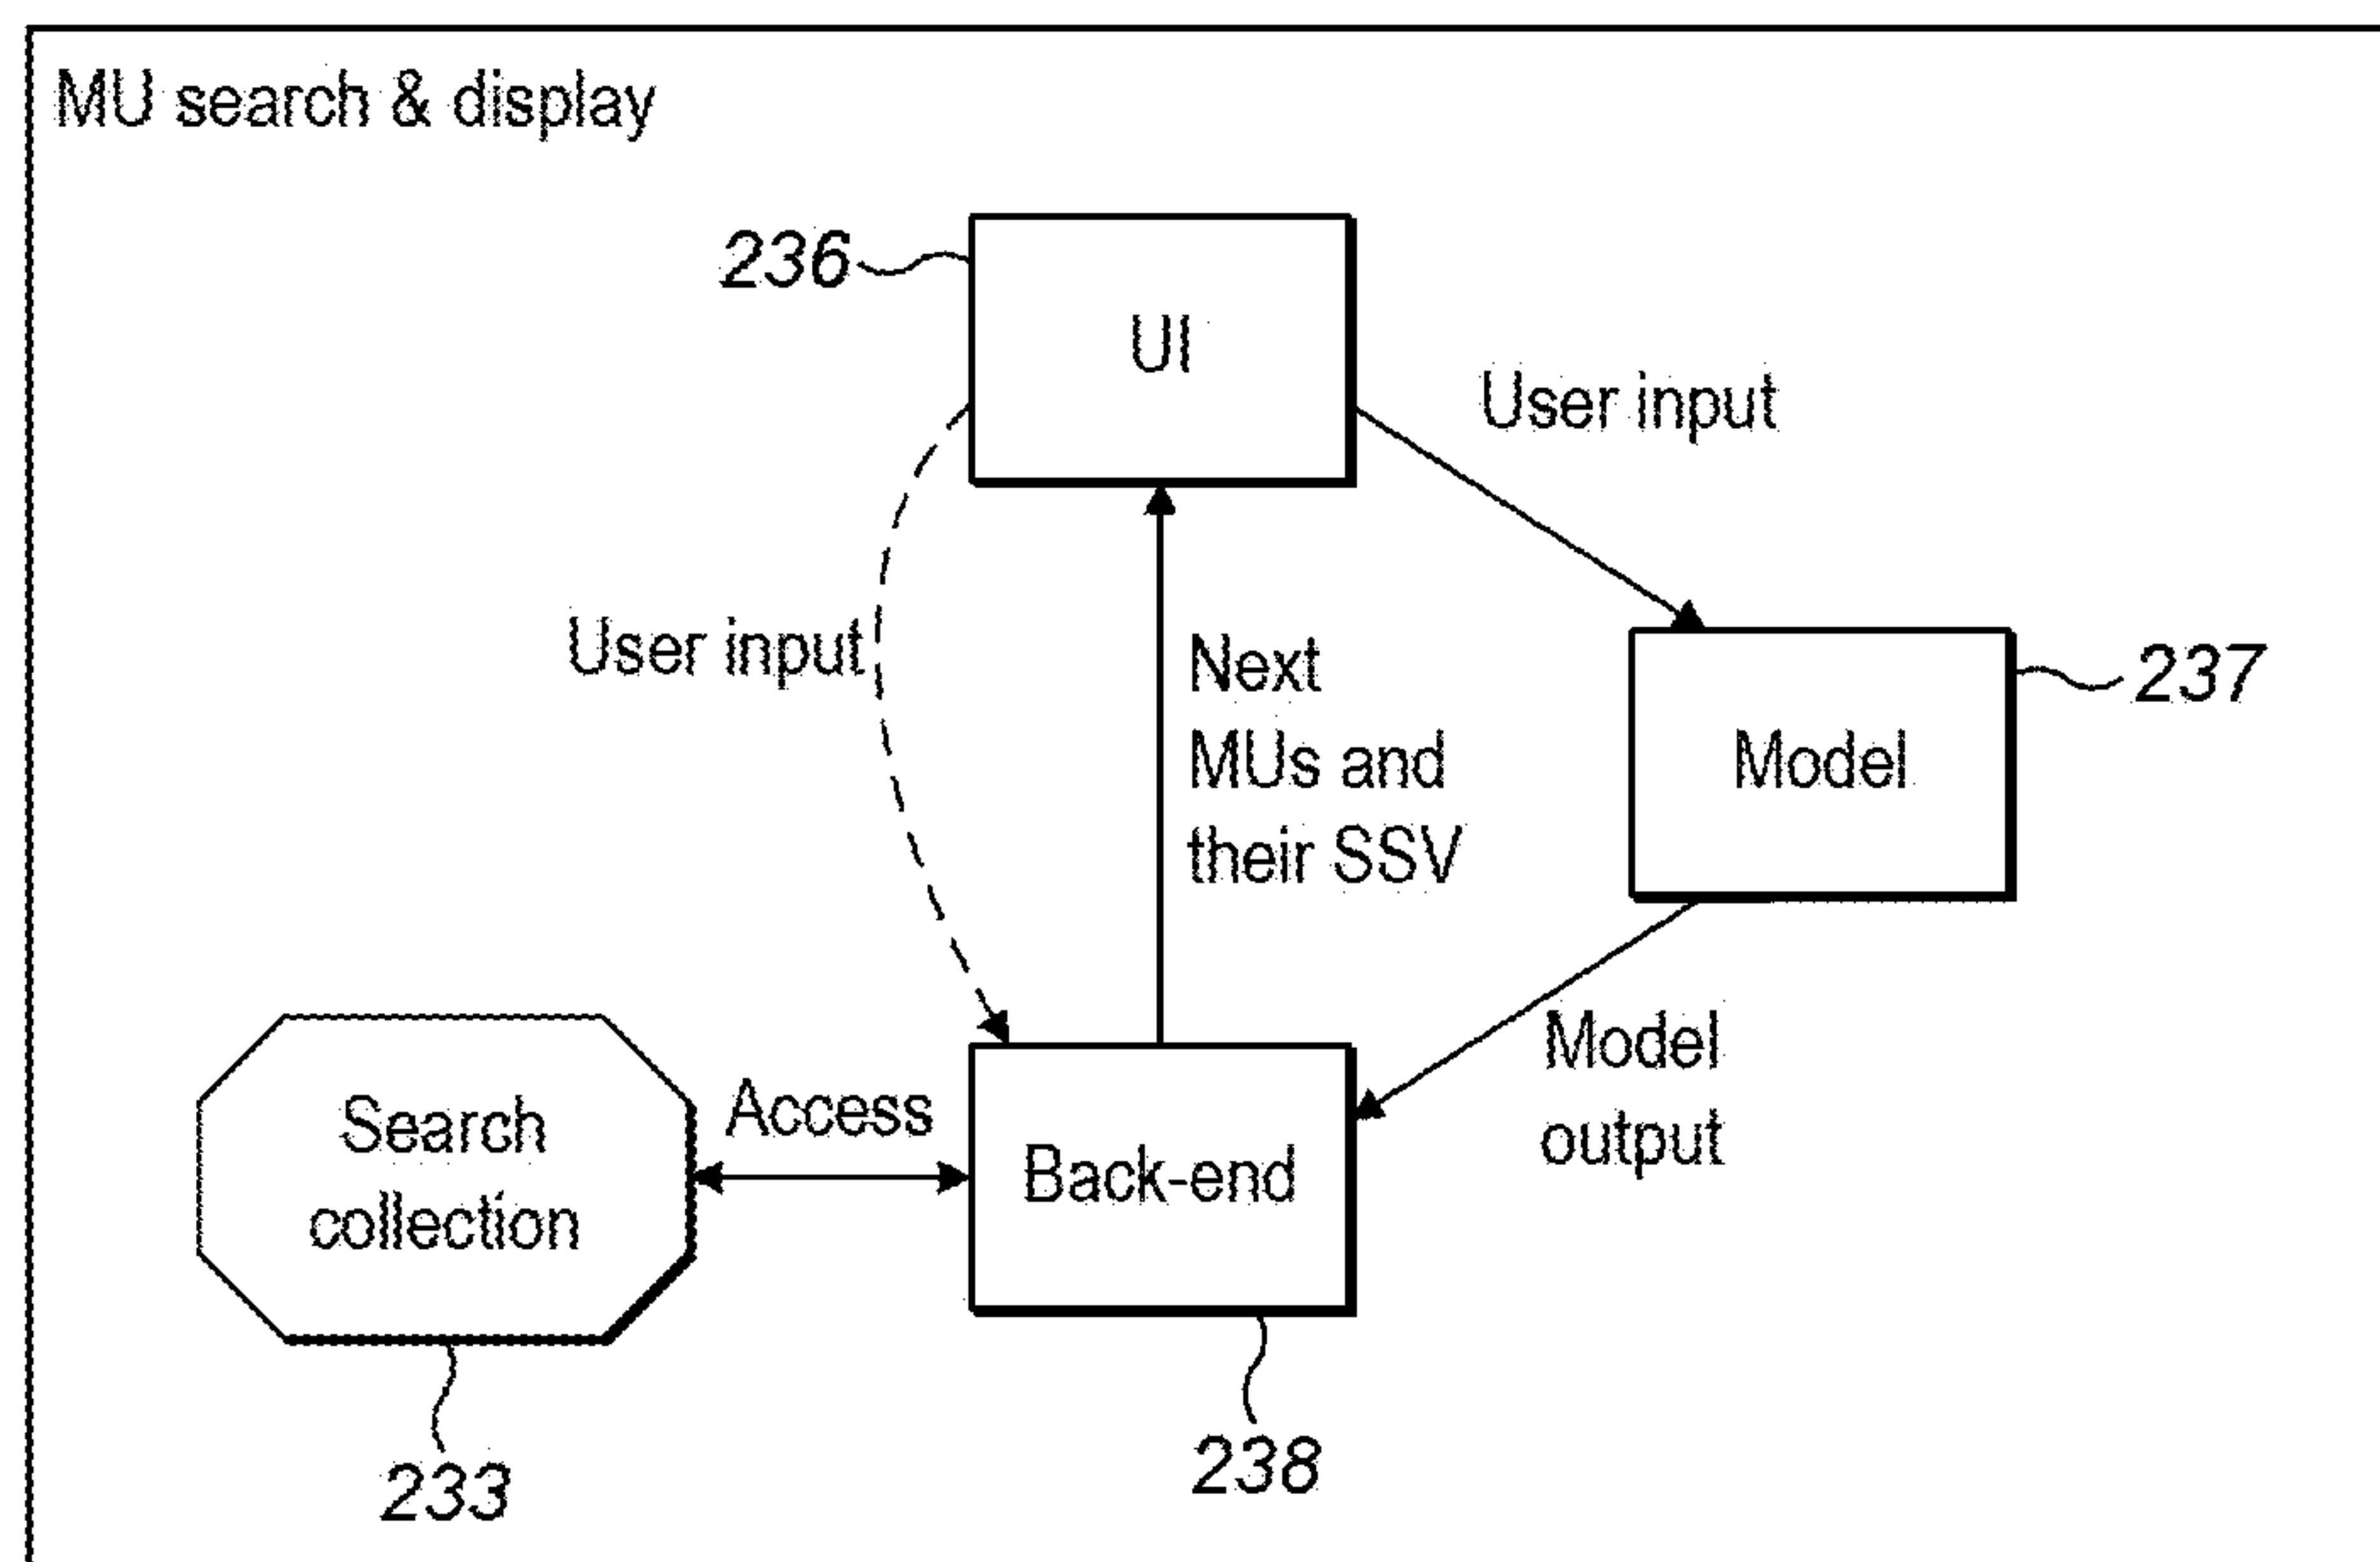 MU search & display
236
UI
User input
User input
Next
MUs and
their SSV
237
Model
Model
output
Search
collection
Access
Back-end
233
238